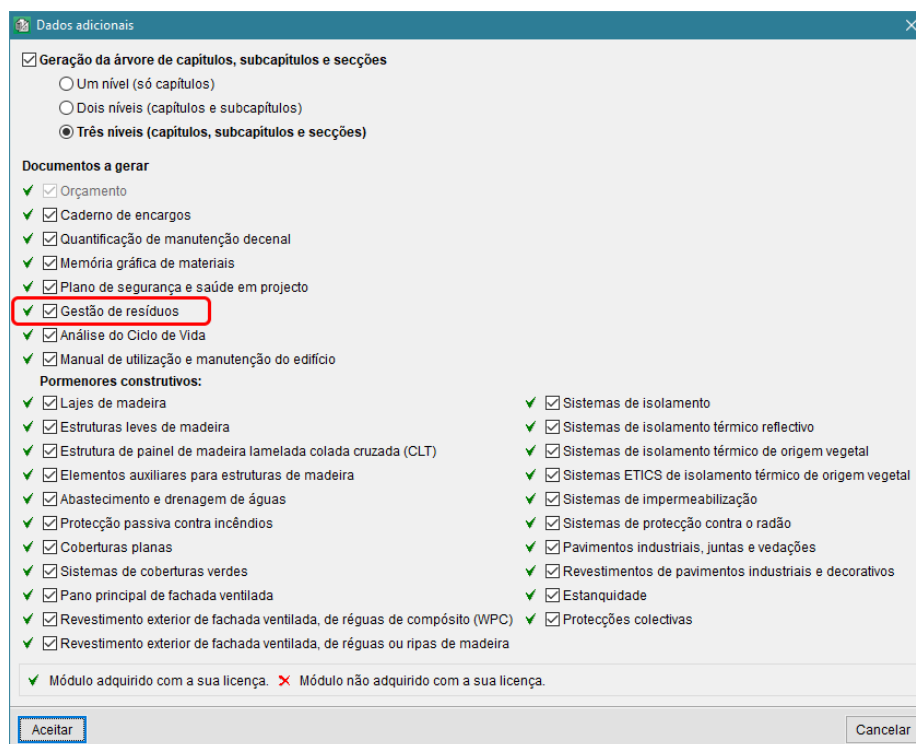 Dados adicionais
Geração da árvore de capítulos, subcapítulos e secções
Um nível (só capítulos)
Dois níveis (capítulos e subcapítulos)
Três níveis (capítulos, subcapítulos e secções)
Documentos a gerar
Orçamento
Caderno de encargos
Quantificação de manutenção decenal
Memória gráfica de materiais
Plano de segurança e saúde em projecto
Gestão de resíduos
Análise do Ciclo de Vida
Manual de utilização e manutenção do edifício
Pormenores construtivos:
Lajes de madeira
Estruturas leves de madeira
Estrutura de painel de madeira lamelada colada cruzada (CLT)
Elementos auxiliares para estruturas de madeira
Abastecimento e drenagem de águas
Protecção passiva contra incêndios
Coberturas planas
Sistemas de coberturas verdes
Pano principal de fachada ventilada
Revestimento exterior de fachada ventilada, de réguas de compósito (WPC)
Revestimento exterior de fachada ventilada, de réguas ou ripas de madeira
Sistemas de isolamento
Sistemas de isolamento térmico reflectivo
Sistemas de isolamento térmico de origem vegetal
Sistemas ETICS de isolamento térmico de origem vegetal
Sistemas de impermeabilização
Sistemas de protecção contra o radão
Pavimentos industriais, juntas e vedações
Revestimentos de pavimentos industriais e decorativos
Estanquidade
Protecções colectivas
Módulo adquirido com a sua licença. Módulo não adquirido com a sua licença.
Aceitar
Cancelar